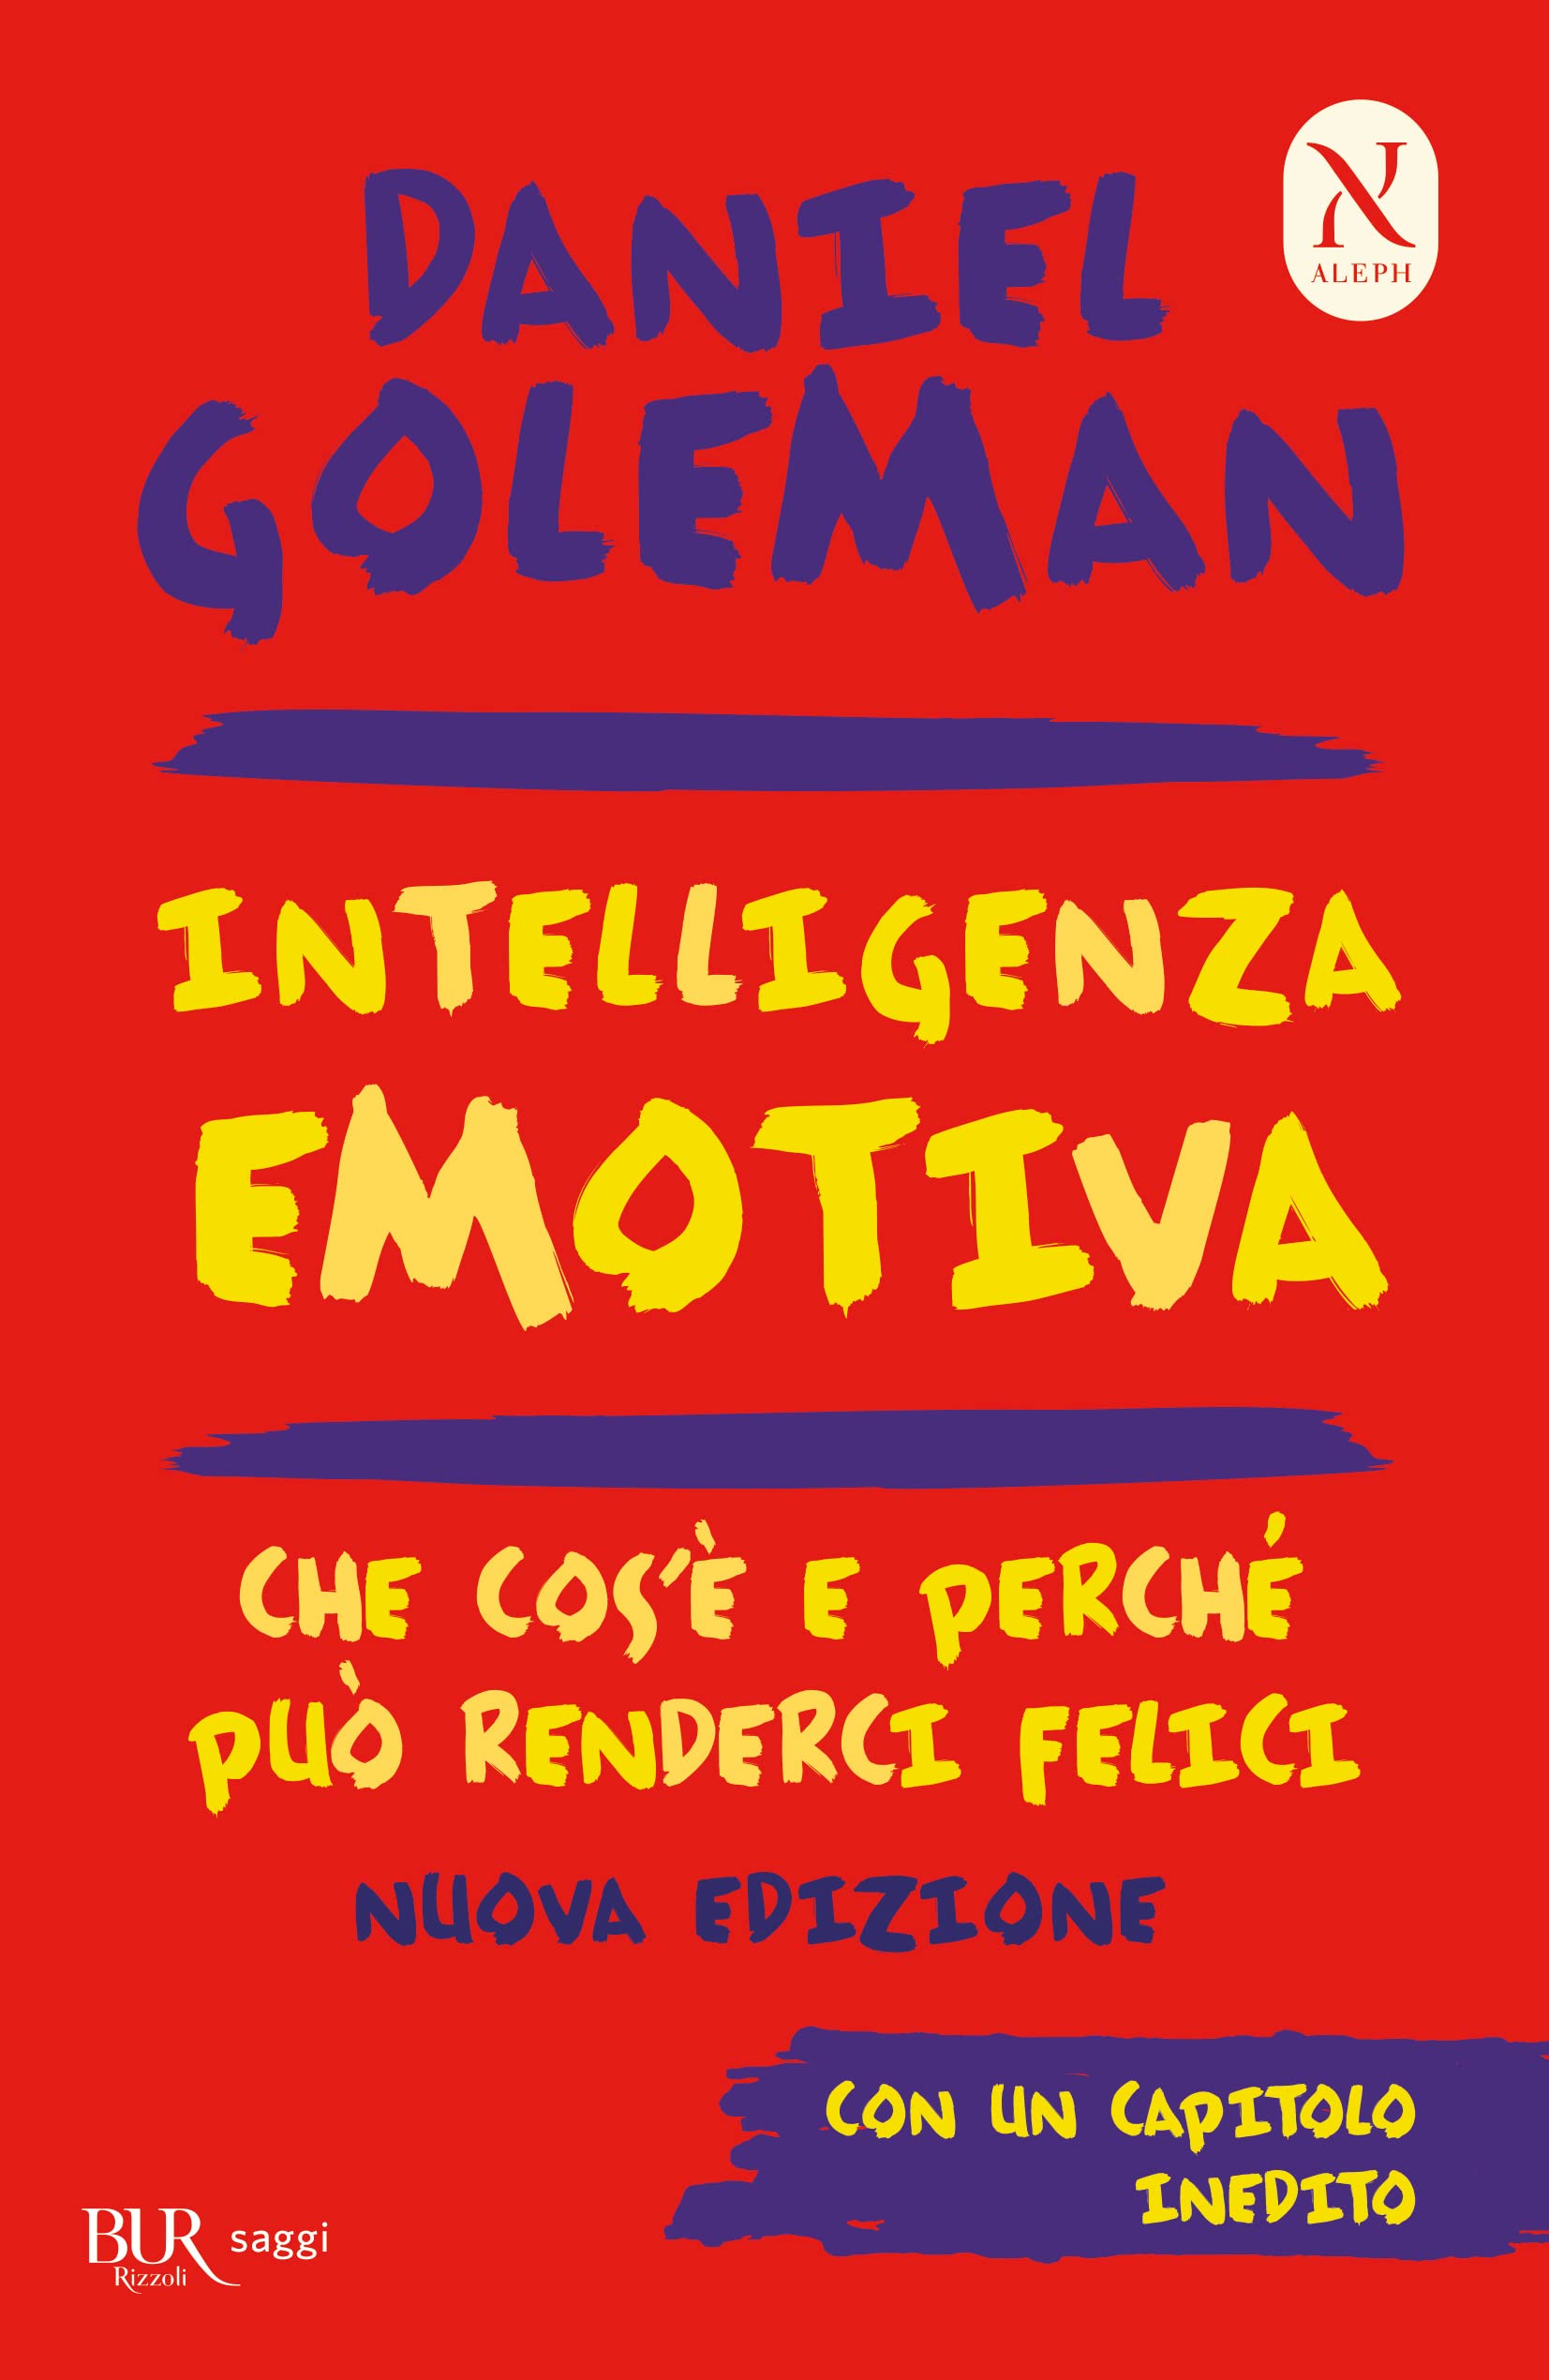 DANIEL
GOLEMAN
ALEPH
INTELLIGENZA
EMOTIVA
CHE COS'È E PERCHÉ
PUÒ RENDERCI FELICI
NUOVA EDIZIONE
CON UN CAPITOLO
INEDITO
BUR saggi
Rizzoli